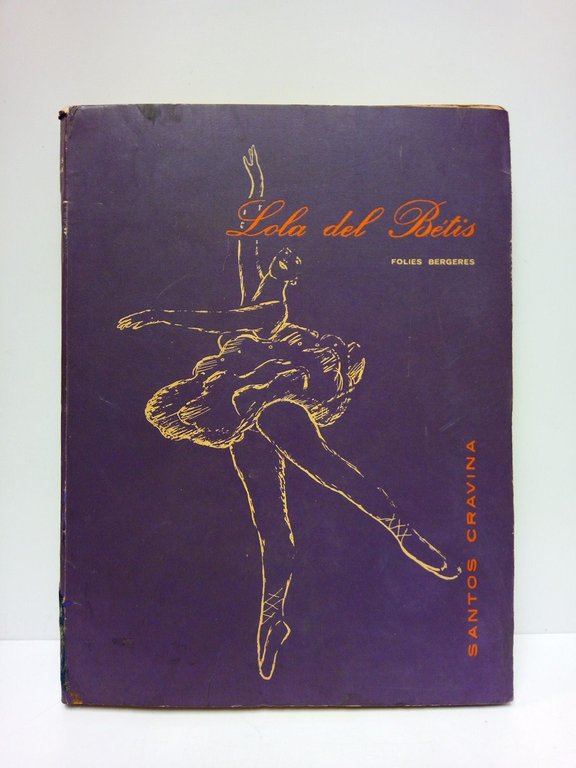 Lola del Bétis
FOLIES BERGERES
SANTOS CRAVINA